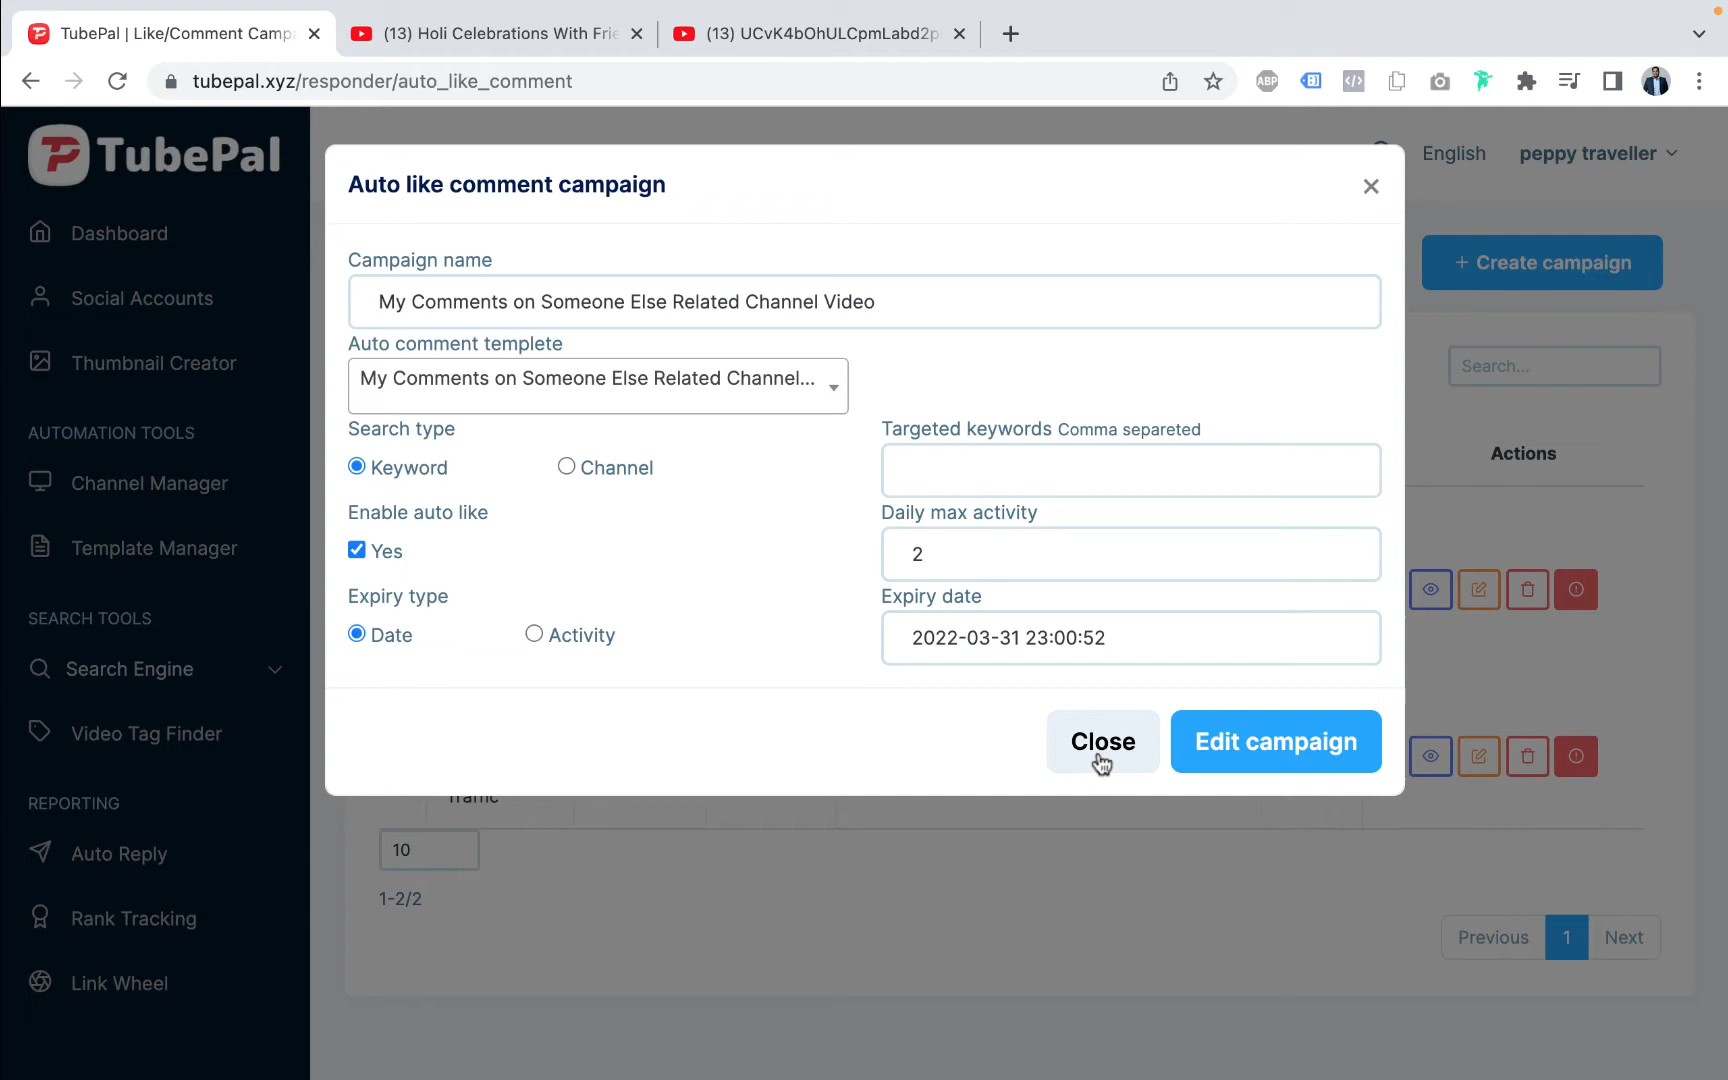 TubePal | Like/Comment Camp
(13) Holi Celebrations With Frie
(13) UCvK4bOhULCpmLabd2p
tubepal.xyz/responder/auto_like_comment
ABP
TubePal
English
peppy traveller
Dashboard
Social Accounts
Thumbnail Creator
AUTOMATION TOOLS
Channel Manager
Template Manager
SEARCH TOOLS
Search Engine
Video Tag Finder
REPORTING
Auto Reply
Rank Tracking
Link Wheel
Auto like comment campaign
Campaign name
My Comments on Someone Else Related Channel Video
Auto comment templete
My Comments on Someone Else Related Channel...
Search type
Keyword
Channel
Targeted keywords Comma separeted
Enable auto like
Yes
Daily max activity
2
Expiry type
Date
Activity
Expiry date
2022-03-31 23:00:52
Close
Edit campaign
+ Create campaign
Search...
Actions
Traffic
10
1-2/2
Previous
1
Next